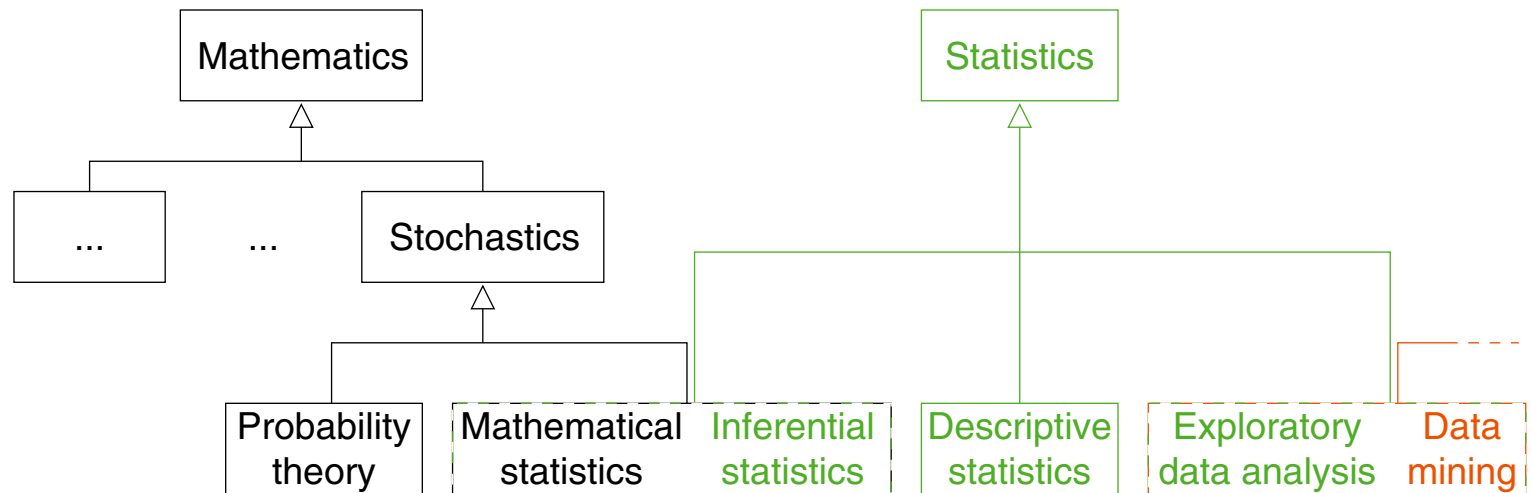 Mathematics
Statistics
...
...
Stochastics
Probability
theory
Mathematical
statistics
Inferential
statistics
Descriptive
statistics
Exploratory
data analysis
Data
mining